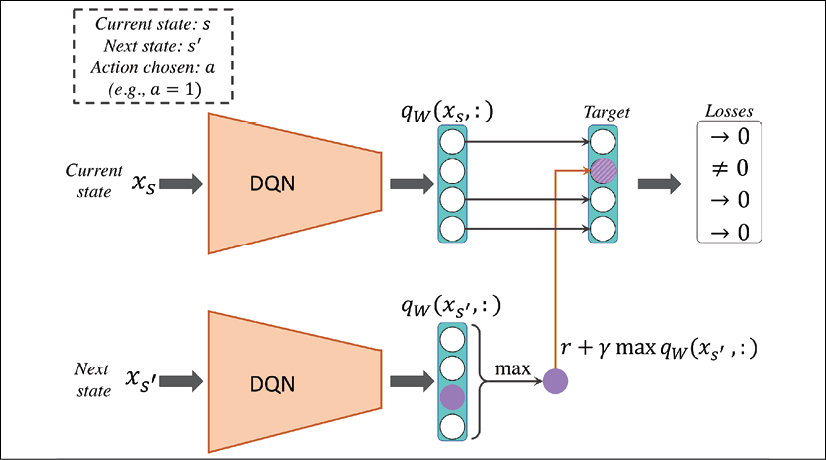 Current state: s
Next state: s′
Action chosen: a
(e.g., a = 1)
q_W(x_s, :)
Target
Losses
Current
state
x_s
DQN
→ 0
≠ 0
→ 0
→ 0
q_W(x_s′, :)
Next
state
x_s′
DQN
max
r + γ max q_W(x_s′, :)